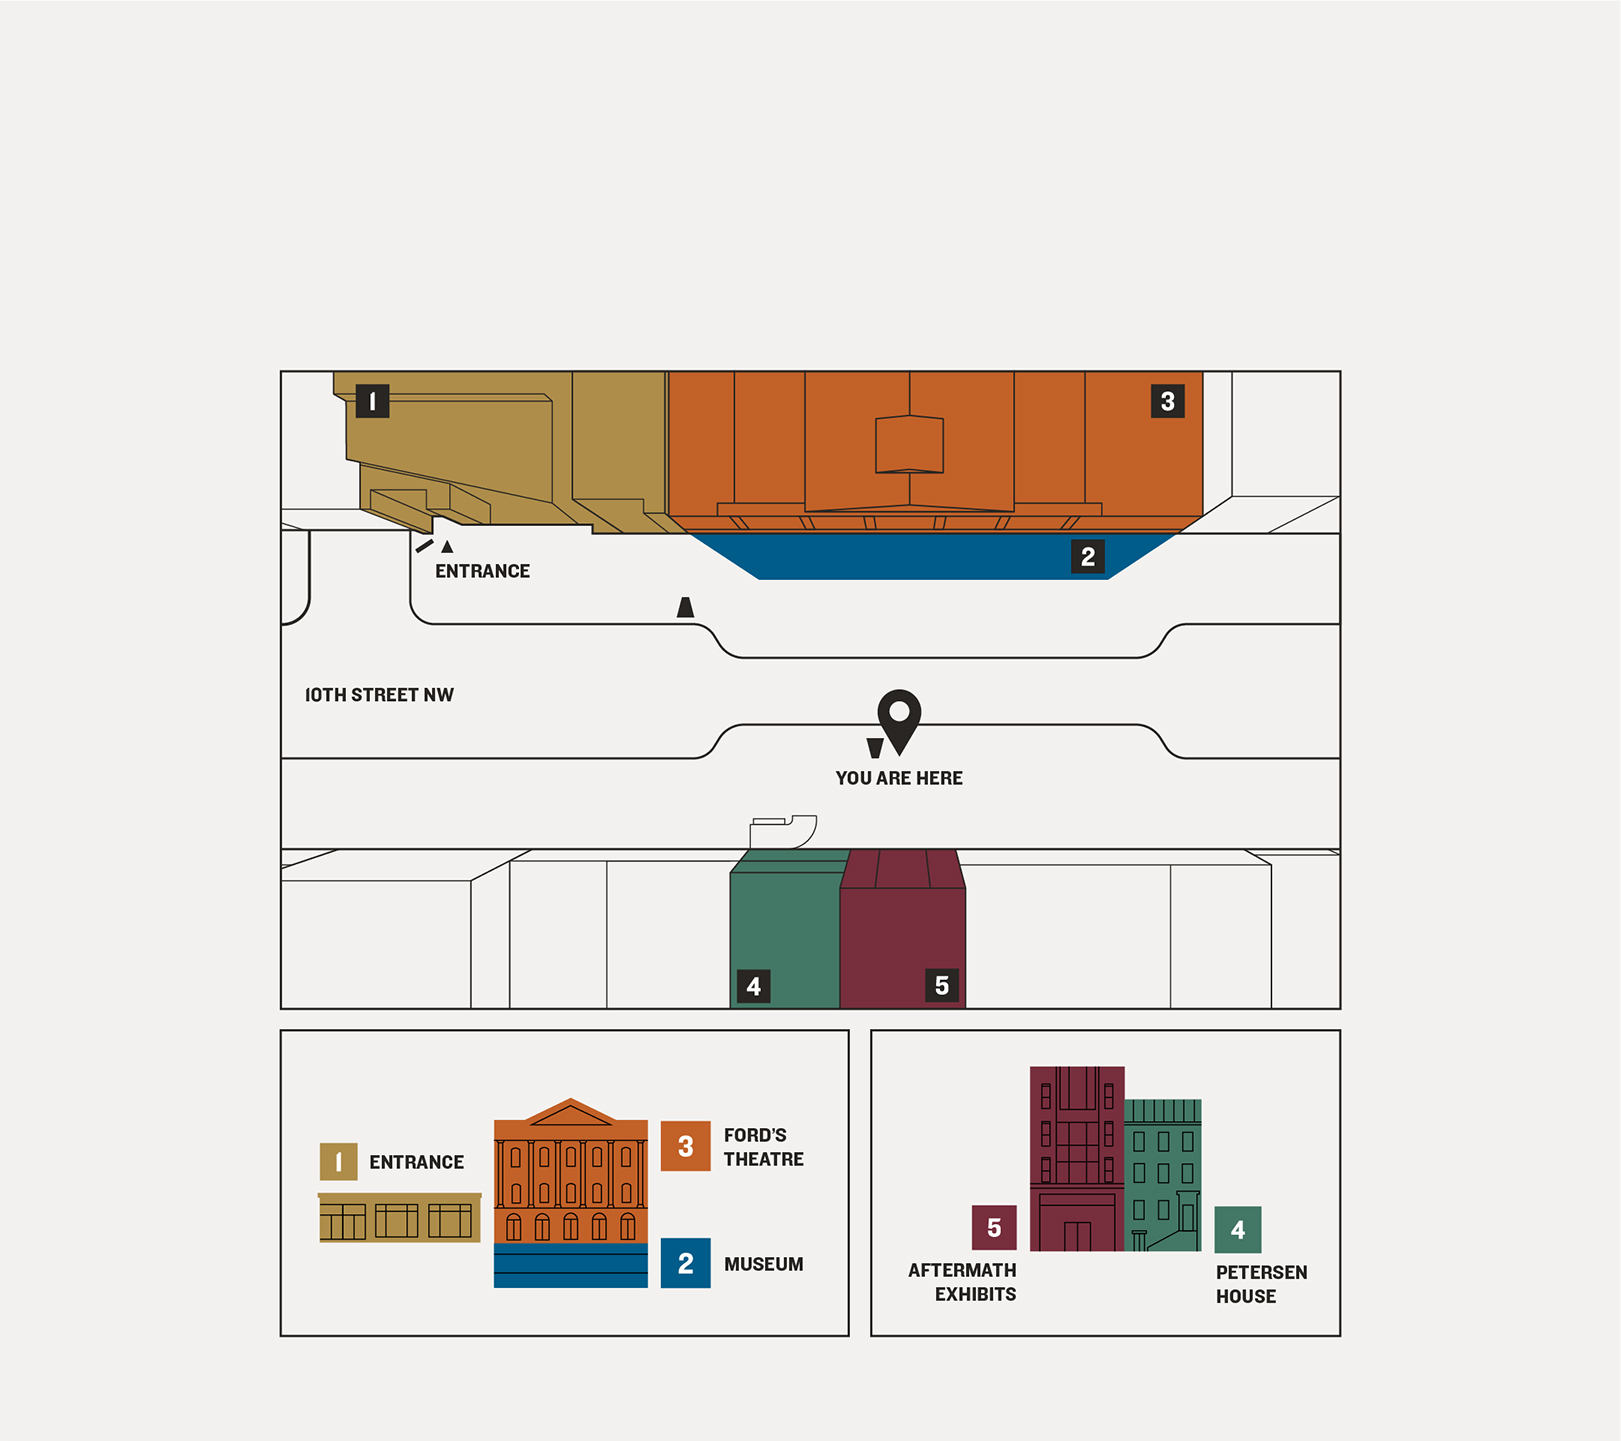 1
3
2
ENTRANCE
10TH STREET NW
YOU ARE HERE
4
5
1
ENTRANCE
3
FORD'S
THEATRE
2
MUSEUM
5
AFTERMATH
EXHIBITS
4
PETERSEN
HOUSE